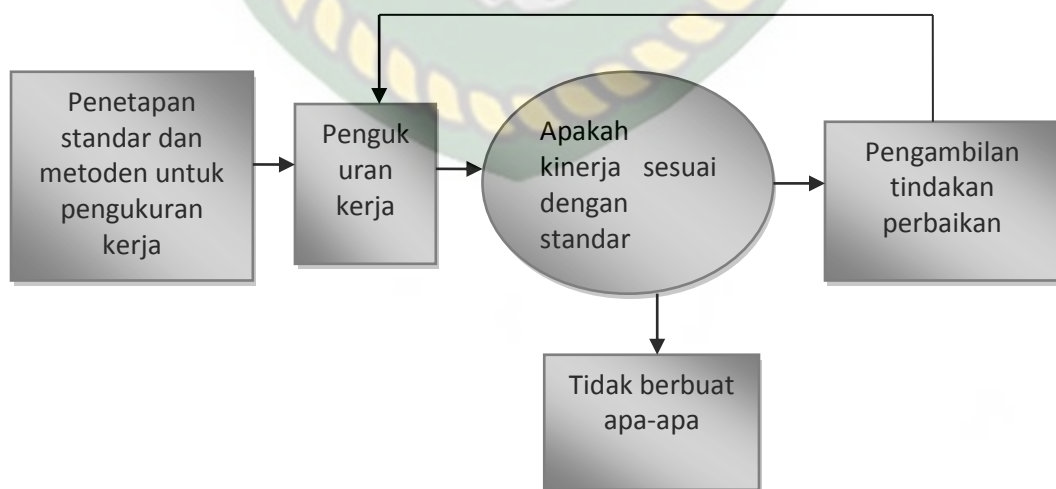 Penetapan
standar dan
metoden untuk
pengukuran
kerja
Penguk
uran
kerja
Apakah
kinerja sesuai
dengan
standar
Pengambilan
tindakan
perbaikan
Tidak berbuat
apa-apa